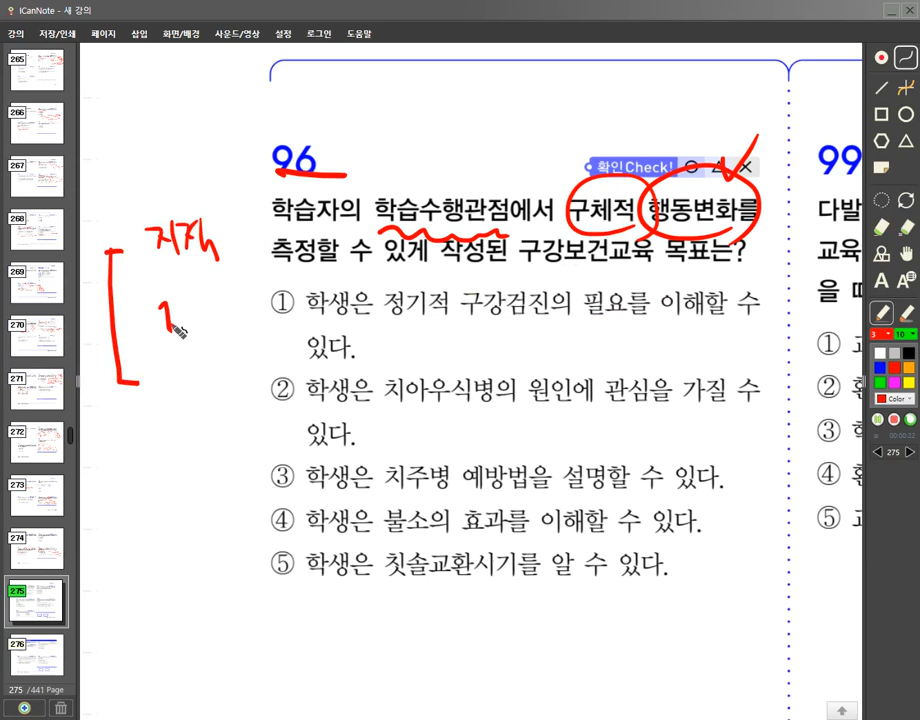 ICanNote - 새 강의
강의 저장/인쇄 페이지 삽입 화면/배경 사운드/영상 설정 로그인 도움말
265
266
267
268
269
270
271
272
273
274
275
276
275 /441 Page
96
확인Check! ○ △ ×
학습자의 학습수행관점에서 구체적 행동변화를
측정할 수 있게 작성된 구강보건교육 목표는?
① 학생은 정기적 구강검진의 필요를 이해할 수
있다.
② 학생은 치아우식병의 원인에 관심을 가질 수
있다.
③ 학생은 치주병 예방법을 설명할 수 있다.
④ 학생은 불소의 효과를 이해할 수 있다.
⑤ 학생은 칫솔교환시기를 알 수 있다.
99
다발
교육
을
①
②
③
④
⑤
A A
3 10
Color
00:00:22
275